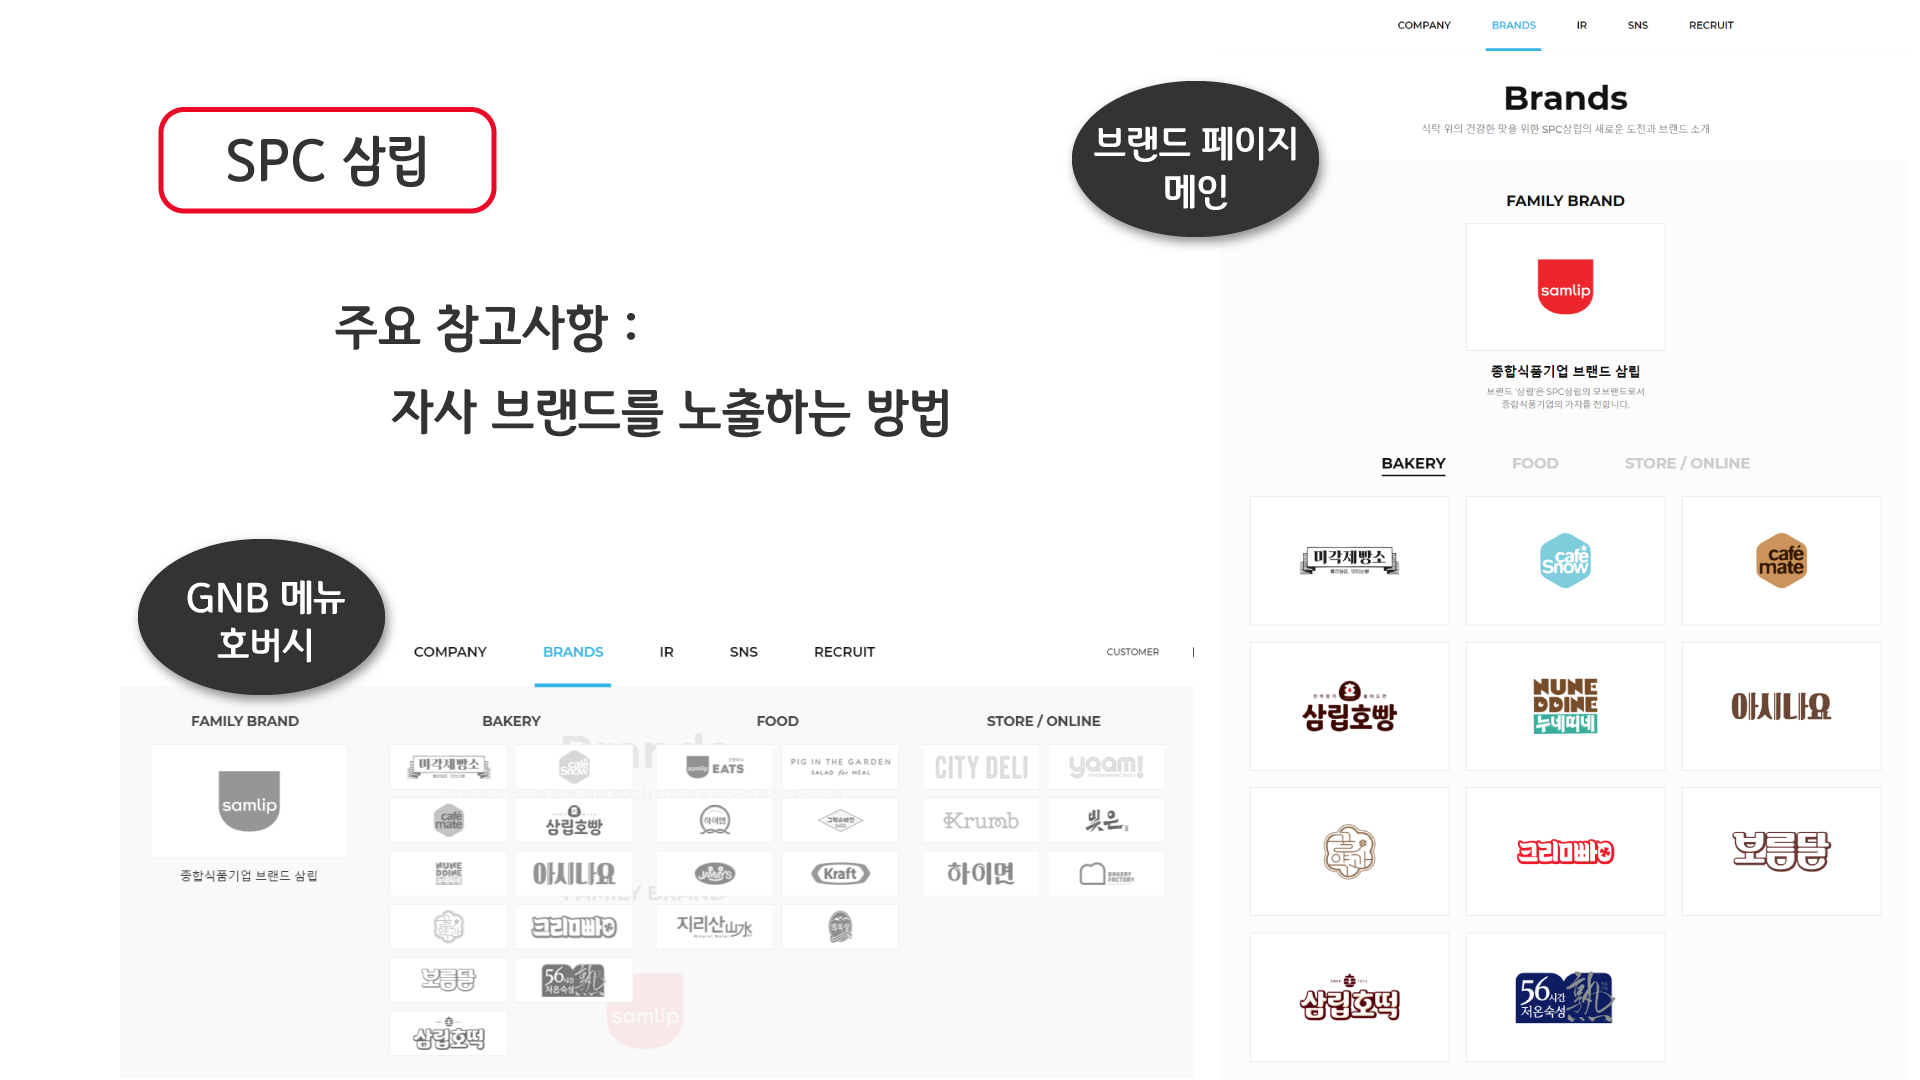 SPC 삼립
주요 참고사항 :
자사 브랜드를 노출하는 방법
GNB 메뉴
호버시
COMPANY BRANDS IR SNS RECRUIT CUSTOMER
FAMILY BRAND
samlip
종합식품기업 브랜드 삼립
BAKERY
미각제빵소
café Snow
café mate
삼립호빵
NUNE DDINE
아시나요
크리미빵
보름달
56시간 저온숙성 熟
삼립호떡
FOOD
samlip EATS
PIG IN THE GARDEN
SALAD for MEAL
하이면
그릭슈바인
JAMMY'S
Kraft
지리산山水
STORE / ONLINE
CITY DELI
yaam!
Krumb
빚은
하이면
BAKERY FACTORY
Brands
FAMILY BRAND
samlip
브랜드 페이지
메인
COMPANY BRANDS IR SNS RECRUIT
Brands
식탁 위의 건강한 맛을 위한 SPC삼립의 새로운 도전과 브랜드 소개
FAMILY BRAND
samlip
종합식품기업 브랜드 삼립
브랜드 '삼립'은 SPC삼립의 모브랜드로서
종합식품기업의 가치를 전합니다.
BAKERY FOOD STORE / ONLINE
미각제빵소
café Snow
café mate
삼립호빵
NUNE
DDINE
누네띠네
아시나요
크리미빵
보름달
삼립호떡
56시간
저온숙성 熟